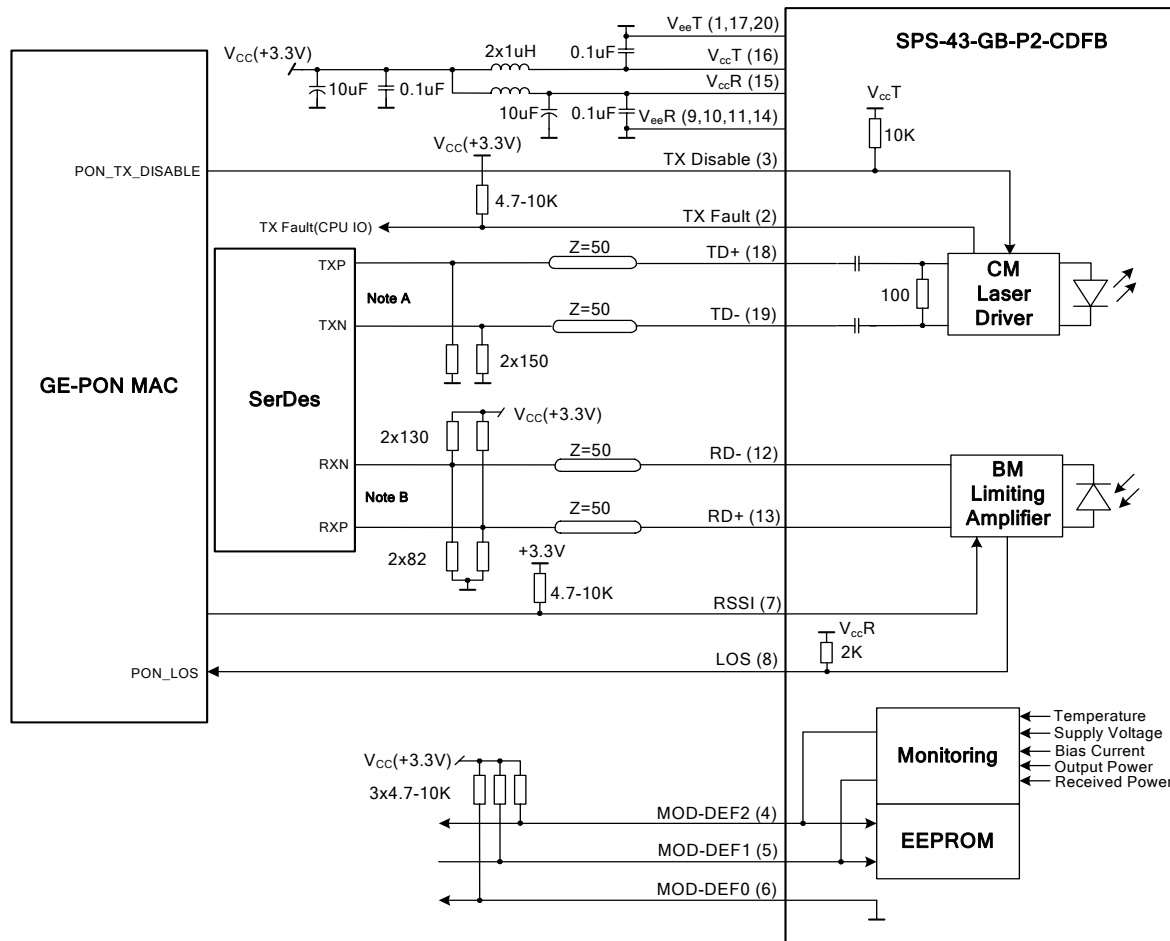 SPS-43-GB-P2-CDFB
VeeT (1,17,20)
VCC(+3.3V)
2x1uH
0.1uF
VccT (16)
10uF
0.1uF
VccR (15)
10uF
0.1uF
VeeR (9,10,11,14)
VccT
10K
VCC(+3.3V)
PON_TX_DISABLE
TX Disable (3)
4.7-10K
TX Fault(CPU IO)
TX Fault (2)
TXP
Z=50
TD+ (18)
CM
Laser
Driver
Note A
100
TXN
Z=50
TD- (19)
2x150
GE-PON MAC
SerDes
VCC(+3.3V)
2x130
RXN
Z=50
RD- (12)
BM
Limiting
Amplifier
Note B
RXP
Z=50
RD+ (13)
2x82
+3.3V
4.7-10K
RSSI (7)
VccR
2K
PON_LOS
LOS (8)
Monitoring
Temperature
Supply Voltage
Bias Current
Output Power
Received Power
VCC(+3.3V)
3x4.7-10K
MOD-DEF2 (4)
EEPROM
MOD-DEF1 (5)
MOD-DEF0 (6)